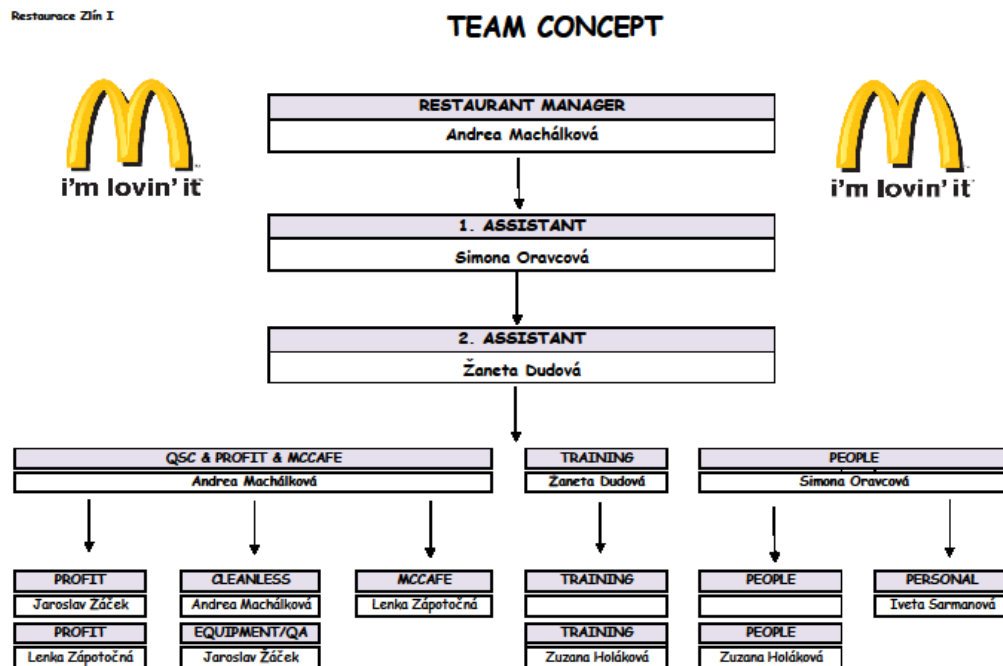 Restaurace Zlín I
TEAM CONCEPT
i'm lovin' it
i'm lovin' it
RESTAURANT MANAGER
Andrea Machálková
1. ASSISTANT
Simona Oravcová
2. ASSISTANT
Žaneta Dudová
QSC & PROFIT & MCCAFE
Andrea Machálková
TRAINING
Žaneta Dudová
PEOPLE
Simona Oravcová
PROFIT
Jaroslav Žáček
PROFIT
Lenka Zápotočná
CLEANLESS
Andrea Machálková
EQUIPMENT/QA
Jaroslav Žáček
MCCAFE
Lenka Zápotočná
TRAINING
TRAINING
Zuzana Holáková
PEOPLE
PEOPLE
Zuzana Holáková
PERSONAL
Iveta Sarmanová